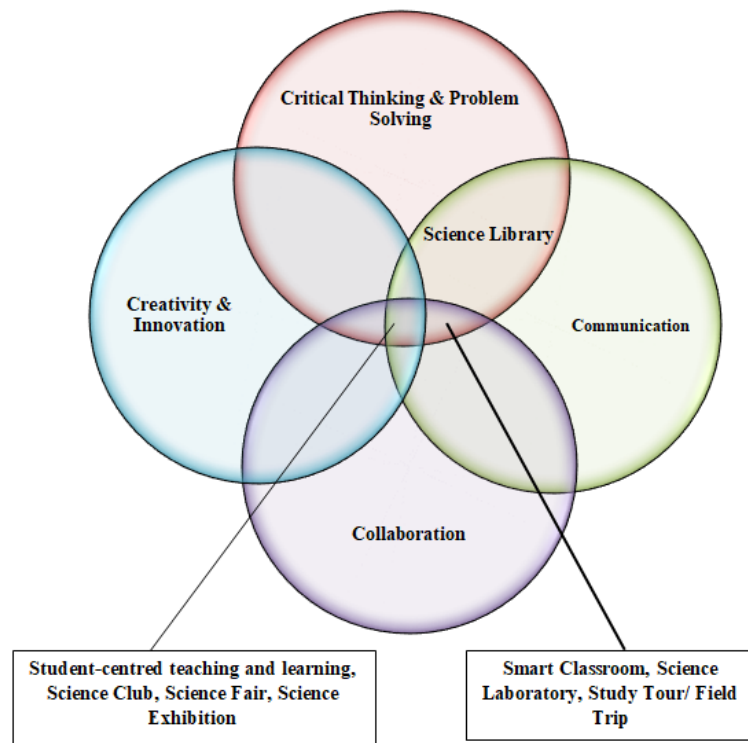 Critical Thinking & Problem
Solving
Science Library
Creativity &
Innovation
Communication
Collaboration
Student-centred teaching and learning,
Science Club, Science Fair, Science
Exhibition
Smart Classroom, Science
Laboratory, Study Tour/ Field
Trip